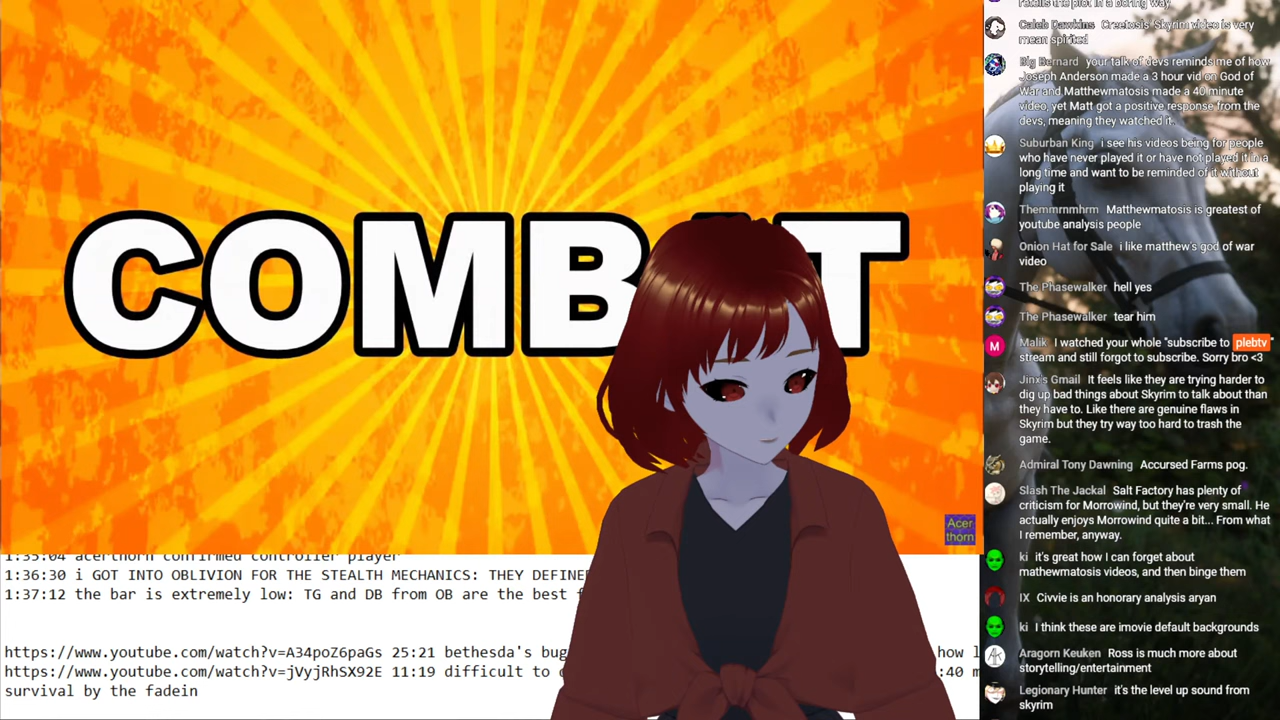 COMB T
Acer-
thorn
1:35:04 acerthorn confirmed controller player
1:36:30 i GOT INTO OBLIVION FOR THE STEALTH MECHANICS: THEY DEFINE
1:37:12 the bar is extremely low: TG and DB from OB are the best
https://www.youtube.com/watch?v=A34poZ6paGs 25:21 bethesda's bug how l
https://www.youtube.com/watch?v=jVyjRhSX92E 11:19 difficult to :40 m
survival by the fadein
retells the plot in a boring way
Caleb Dawkins Creetosis Skyrim video is very
mean spirited
Big Bernard your talk of devs reminds me of how
Joseph Anderson made a 3 hour vid on God of
War and Matthewmatosis made a 40 minute
video, yet Matt got a positive response from the
devs, meaning they watched it.
Suburban King i see his videos being for people
who have never played it or have not played it in a
long time and want to be reminded of it without
playing it
Themmmmhrm Matthewmatosis is greatest of
youtube analysis people
Onion Hat for Sale i like matthew's god of war
video
The Phasewalker hell yes
The Phasewalker tear him
Malik I watched your whole "subscribe to plebtv "
stream and still forgot to subscribe. Sorry bro <3
Jinx's Gmail It feels like they are trying harder to
dig up bad things about Skyrim to talk about than
they have to. Like there are genuine flaws in
Skyrim but they try way too hard to trash the
game.
Admiral Tony Dawning Accursed Farms pog.
Slash The Jackal Salt Factory has plenty of
criticism for Morrowind, but they're very small. He
actually enjoys Morrowind quite a bit... From what
I remember, anyway.
ki it's great how I can forget about
mathewmatosis videos, and then binge them
IX Civvie is an honorary analysis aryan
ki I think these are imovie default backgrounds
Aragorn Keuken Ross is much more about
storytelling/entertainment
Legionary Hunter it's the level up sound from
skyrim